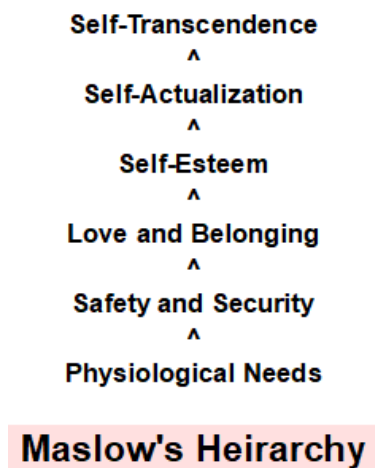 Self-Transcendence
^
Self-Actualization
^
Self-Esteem
^
Love and Belonging
^
Safety and Security
^
Physiological Needs
Maslow's Heirarchy